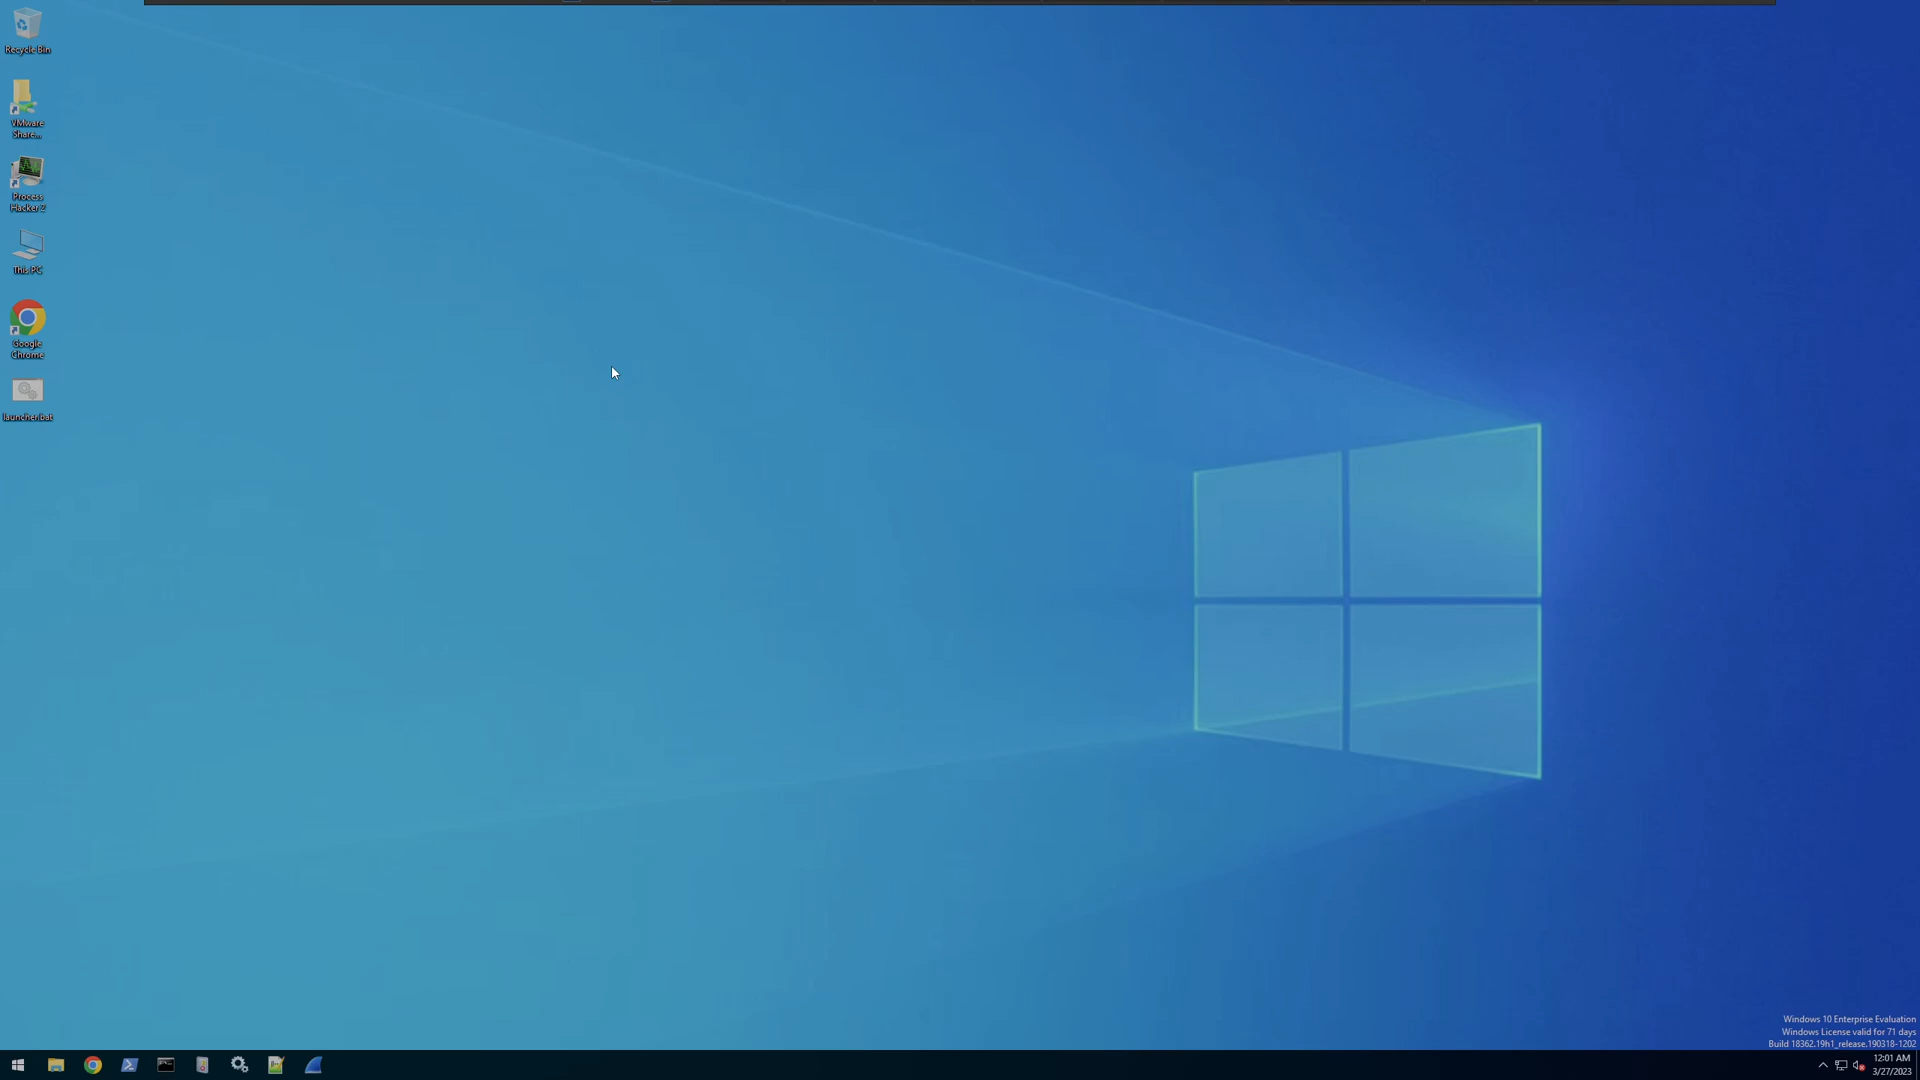 Recycle Bin
VMware
Share...
Process
Hacker 2
This PC
Google
Chrome
launcher.bat
Windows 10 Enterprise Evaluation
Windows License valid for 71 days
Build 18362.19h1_release.190318-1202
12:01 AM
3/27/2023